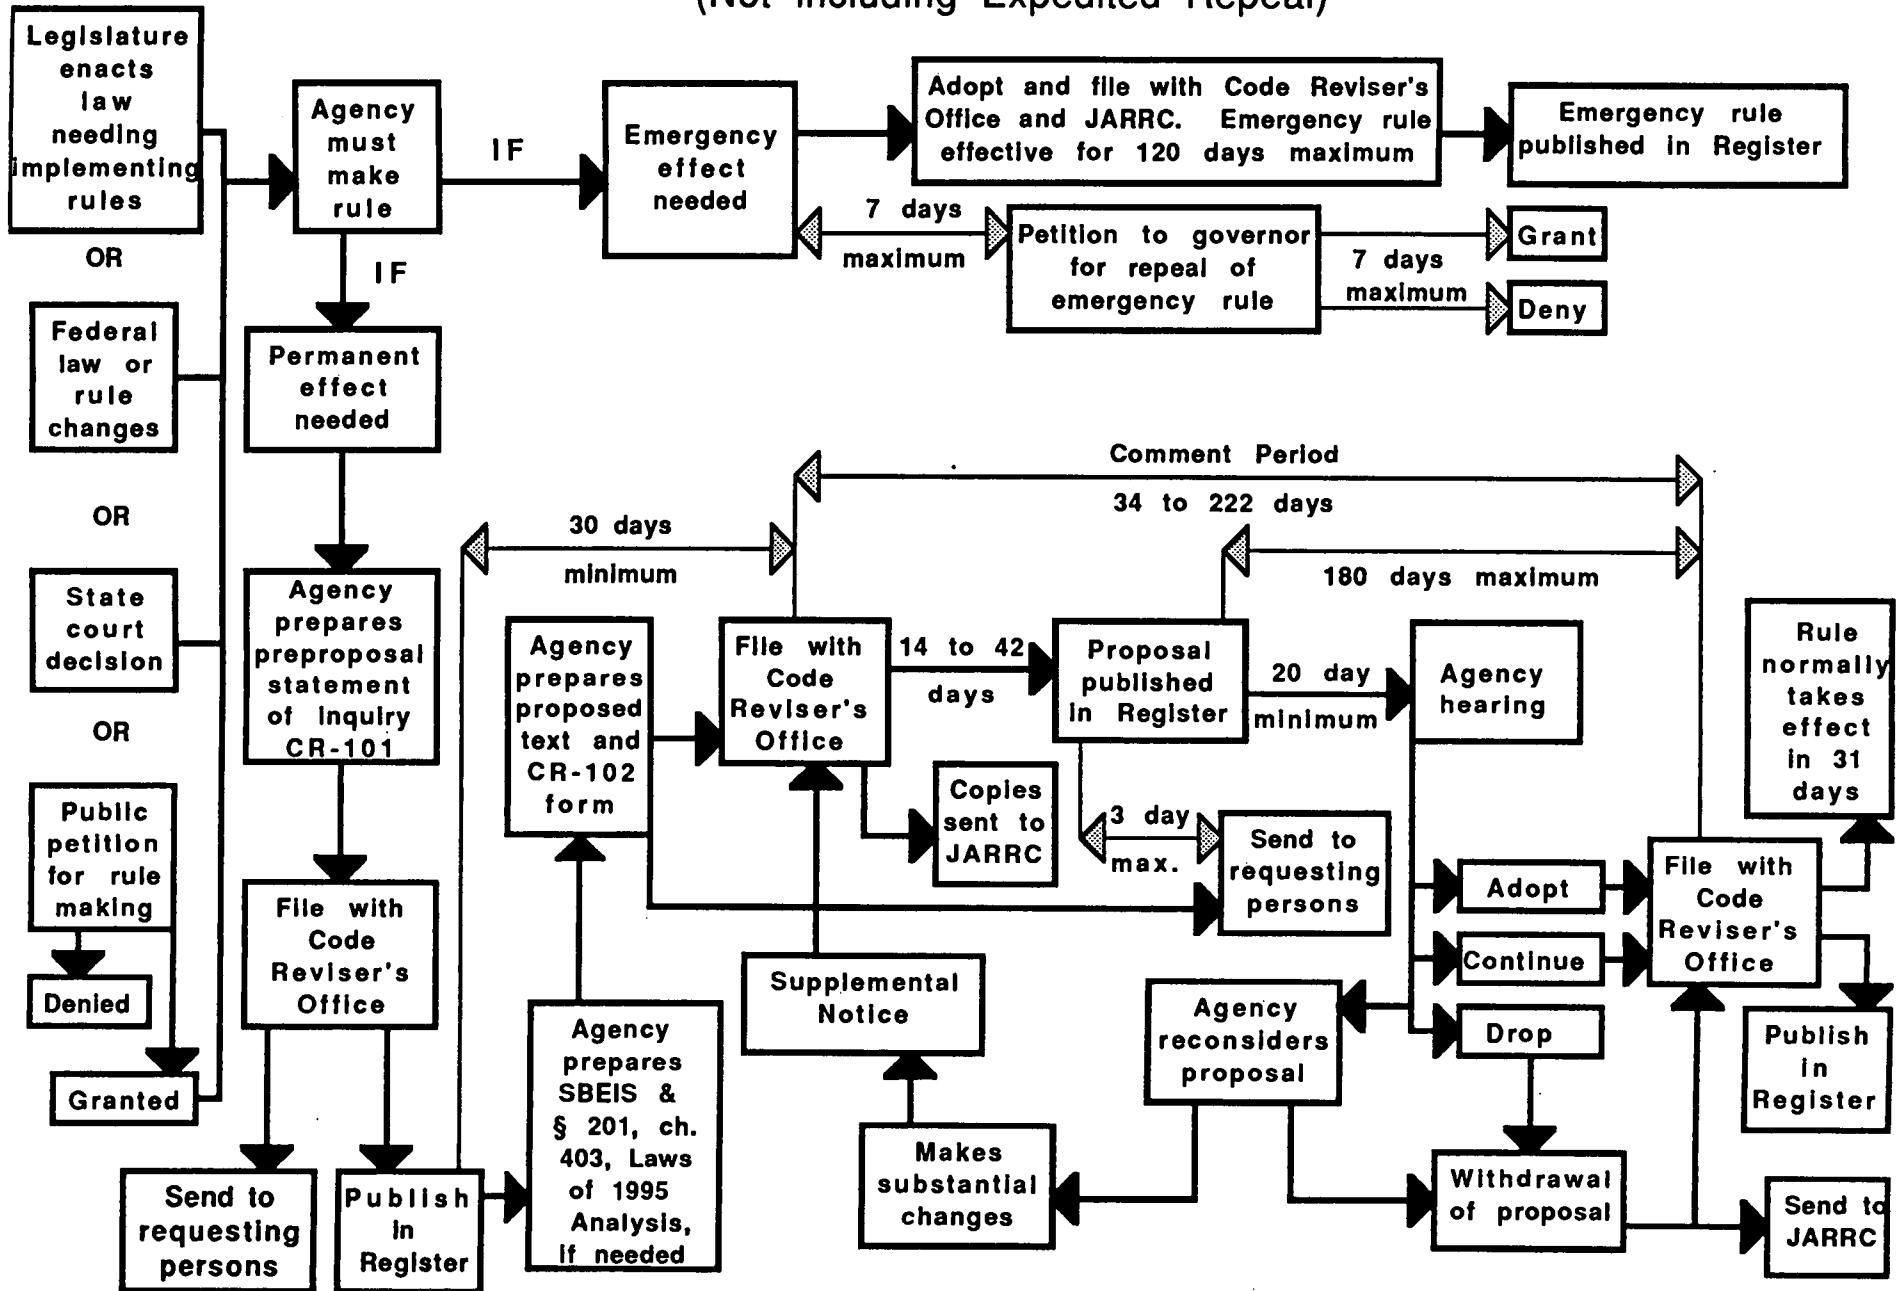 (Not Including Expedited Repeal)
Legislature
enacts
law
needing
implementing
rules
OR
Federal
law or
rule
changes
OR
State
court
decision
OR
Public
petition
for rule
making
Denied
Granted
Agency
must
make
rule
IF
IF
Emergency
effect
needed
Adopt and file with Code Reviser's
Office and JARRC. Emergency rule
effective for 120 days maximum
Emergency rule
published in Register
7 days
maximum
Petition to governor
for repeal of
emergency rule
7 days
maximum
Grant
Deny
Permanent
effect
needed
Agency
prepares
preproposal
statement
of inquiry
CR-101
File with
Code
Reviser's
Office
Send to
requesting
persons
Publish
in
Register
30 days
minimum
Agency
prepares
SBEIS &
§ 201, ch.
403, Laws
of 1995
Analysis,
if needed
Agency
prepares
proposed
text and
CR-102
form
File with
Code
Reviser's
Office
Comment Period
34 to 222 days
180 days maximum
14 to 42
days
Copies
sent to
JARRC
Proposal
published
in Register
3 day
max.
Send to
requesting
persons
20 day
minimum
Agency
hearing
Adopt
Continue
Drop
Supplemental
Notice
Makes
substantial
changes
Agency
reconsiders
proposal
Withdrawal
of proposal
File with
Code
Reviser's
Office
Rule
normally
takes
effect
in 31
days
Publish
in
Register
Send to
JARRC